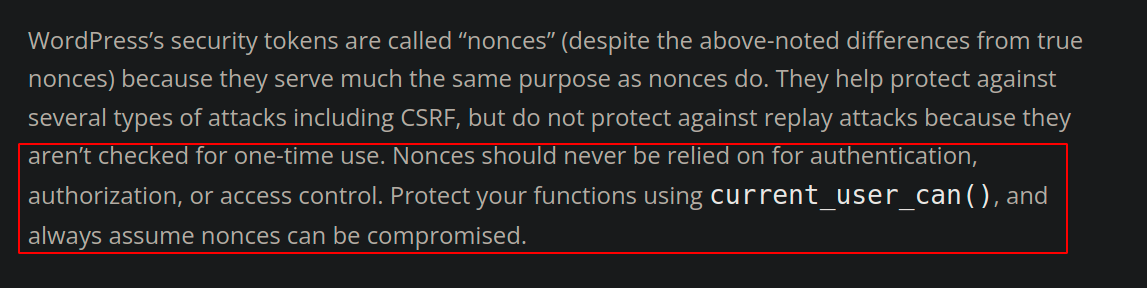 WordPress’s security tokens are called “nonces” (despite the above-noted differences from true
nonces) because they serve much the same purpose as nonces do. They help protect against
several types of attacks including CSRF, but do not protect against replay attacks because they
aren’t checked for one-time use. Nonces should never be relied on for authentication,
authorization, or access control. Protect your functions using current_user_can(), and
always assume nonces can be compromised.